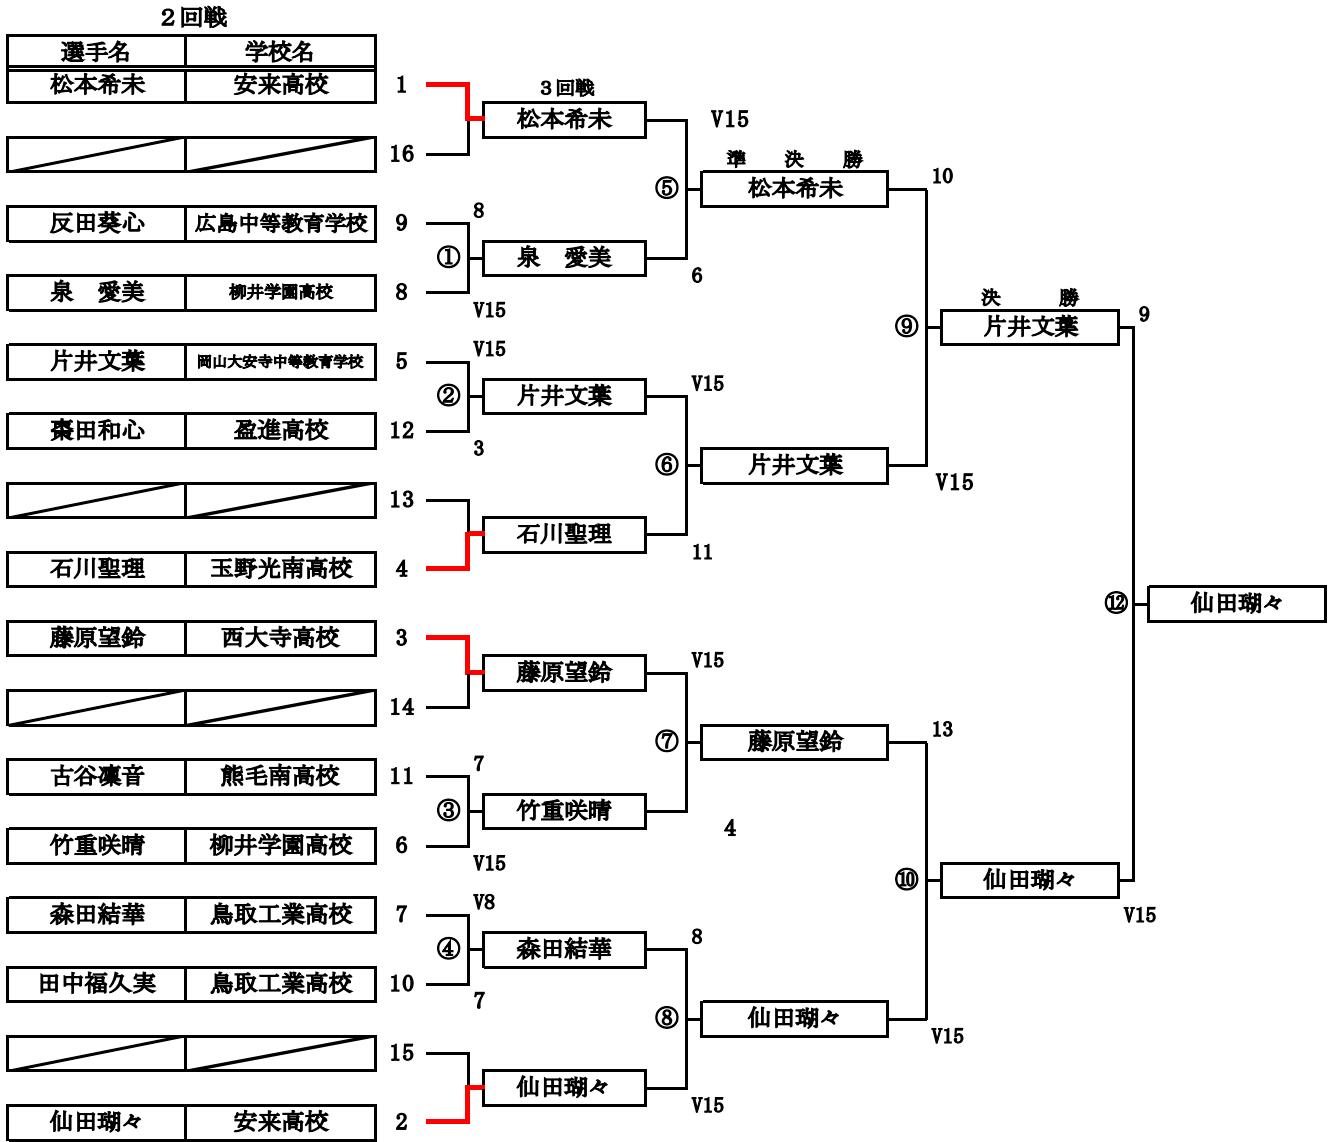 ２回戦
選手名 学校名
松本希未 安来高校 1
16
反田葵心 広島中等教育学校 9
泉　愛美 柳井学園高校 8
片井文葉 岡山大安寺中等教育学校 5
棗田和心 盈進高校 12
13
石川聖理 玉野光南高校 4
藤原望鈴 西大寺高校 3
14
古谷凜音 熊毛南高校 11
竹重咲晴 柳井学園高校 6
森田結華 鳥取工業高校 7
田中福久実 鳥取工業高校 10
15
仙田瑚々 安来高校 2
３回戦
松本希未
8
①
泉　愛美
V15
V15
②
片井文葉
3
石川聖理
藤原望鈴
7
③
竹重咲晴
V15
V8
④
森田結華
7
仙田瑚々
V15
準　決　勝
⑤
松本希未
6
V15
⑥
片井文葉
11
V15
⑦
藤原望鈴
4
8
⑧
仙田瑚々
V15
10
決　勝
⑨
片井文葉
V15
13
⑩
仙田瑚々
V15
9
⑫
仙田瑚々
V15